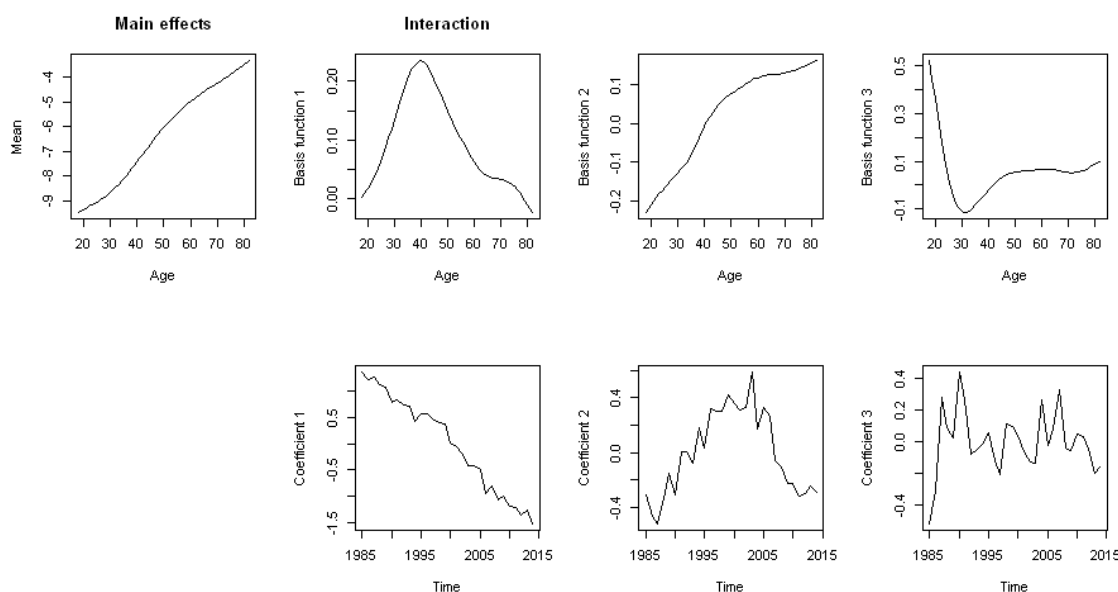 Main effects
Interaction
Mean
-4
-5
-6
-7
-8
-9
20 30 40 50 60 70 80
Age
Basis function 1
0.20
0.10
0.00
20 30 40 50 60 70 80
Age
Basis function 2
0.1
0.0
-0.1
-0.2
20 30 40 50 60 70 80
Age
Basis function 3
0.5
0.3
0.1
-0.1
20 30 40 50 60 70 80
Age
Coefficient 1
0.5
-0.5
-1.5
1985 1995 2005 2015
Time
Coefficient 2
0.4
0.0
-0.4
1985 1995 2005 2015
Time
Coefficient 3
0.4
0.2
0.0
-0.4
1985 1995 2005 2015
Time